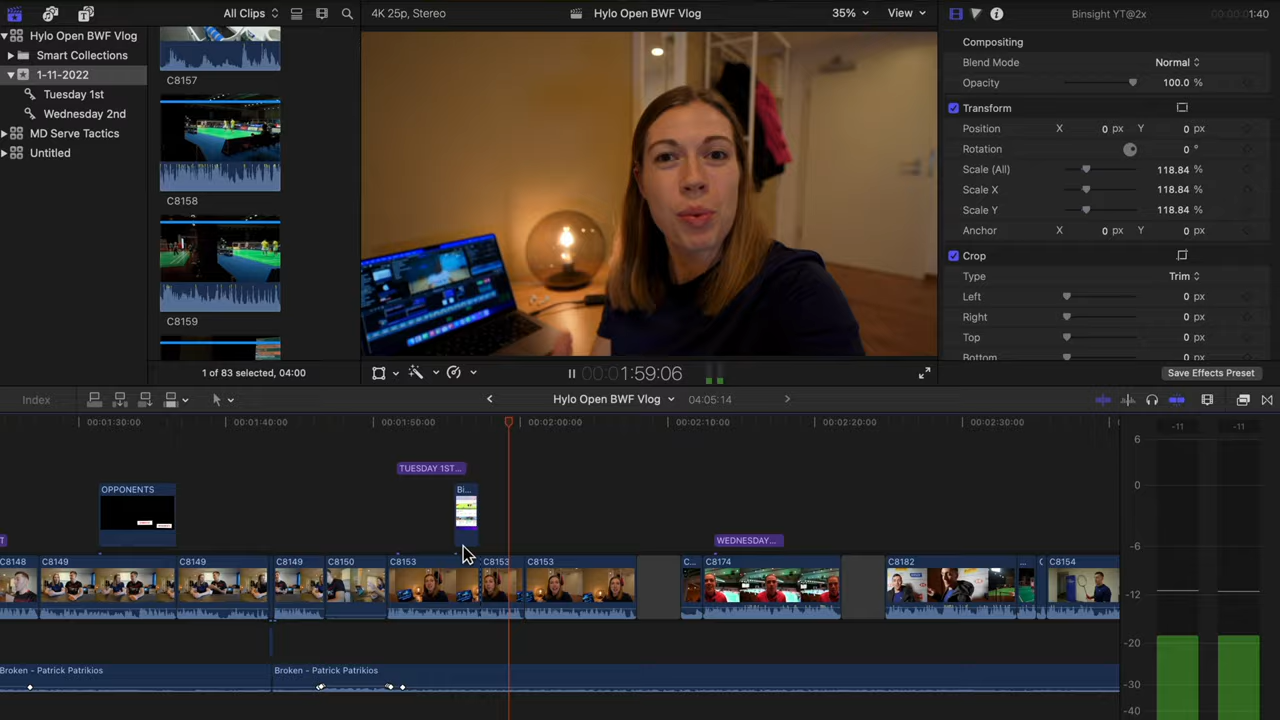 All Clips
4K 25p, Stereo
Hylo Open BWF Vlog
35%
View
Binsight YT@2x
00:00:01:40
Hylo Open BWF Vlog
Smart Collections
1-11-2022
Tuesday 1st
Wednesday 2nd
MD Serve Tactics
Untitled
C8157
C8158
C8159
1 of 83 selected, 04:00
00:00:1:59:06
Compositing
Blend Mode Normal
Opacity 100.0 %
Transform
Position X 0 px Y 0 px
Rotation 0 °
Scale (All) 118.84 %
Scale X 118.84 %
Scale Y 118.84 %
Anchor X 0 px Y 0 px
Crop
Type Trim
Left 0 px
Right 0 px
Top 0 px
Bottom 0 px
Save Effects Preset
Index
Hylo Open BWF Vlog
04:05:14
00:01:30:00 00:01:40:00 00:01:50:00 00:02:00:00 00:02:10:00 00:02:20:00 00:02:30:00
-11 -11
TUESDAY 1ST...
OPPONENTS
Bi...
T
WEDNESDAY...
C8148 C8149 C8149 C8149 C8150 C8153 C8153 C8153 C... C8174 C8182 ... C C8154
Broken - Patrick Patrikios
Broken - Patrick Patrikios
6
0
-6
-12
-20
-30
-40